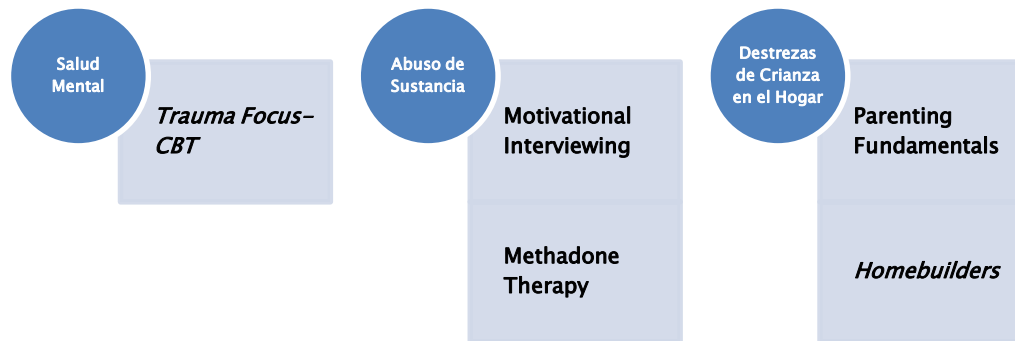 Salud
Mental
Trauma Focus-
CBT
Abuso de
Sustancia
Motivational
Interviewing
Methadone
Therapy
Destrezas
de Crianza
en el Hogar
Parenting
Fundamentals
Homebuilders